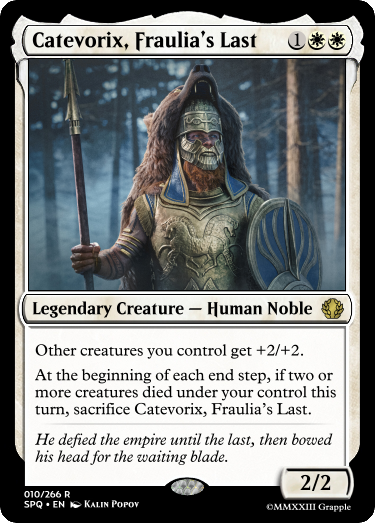 Catevorix, Fraulia's Last 1
Legendary Creature — Human Noble
Other creatures you control get +2/+2.
At the beginning of each end step, if two or
more creatures died under your control this
turn, sacrifice Catevorix, Fraulia's Last.
He defied the empire until the last, then bowed
his head for the waiting blade.
2/2
010/266 R
SPQ • EN Kalin Popov
©MMXXIII Grapple